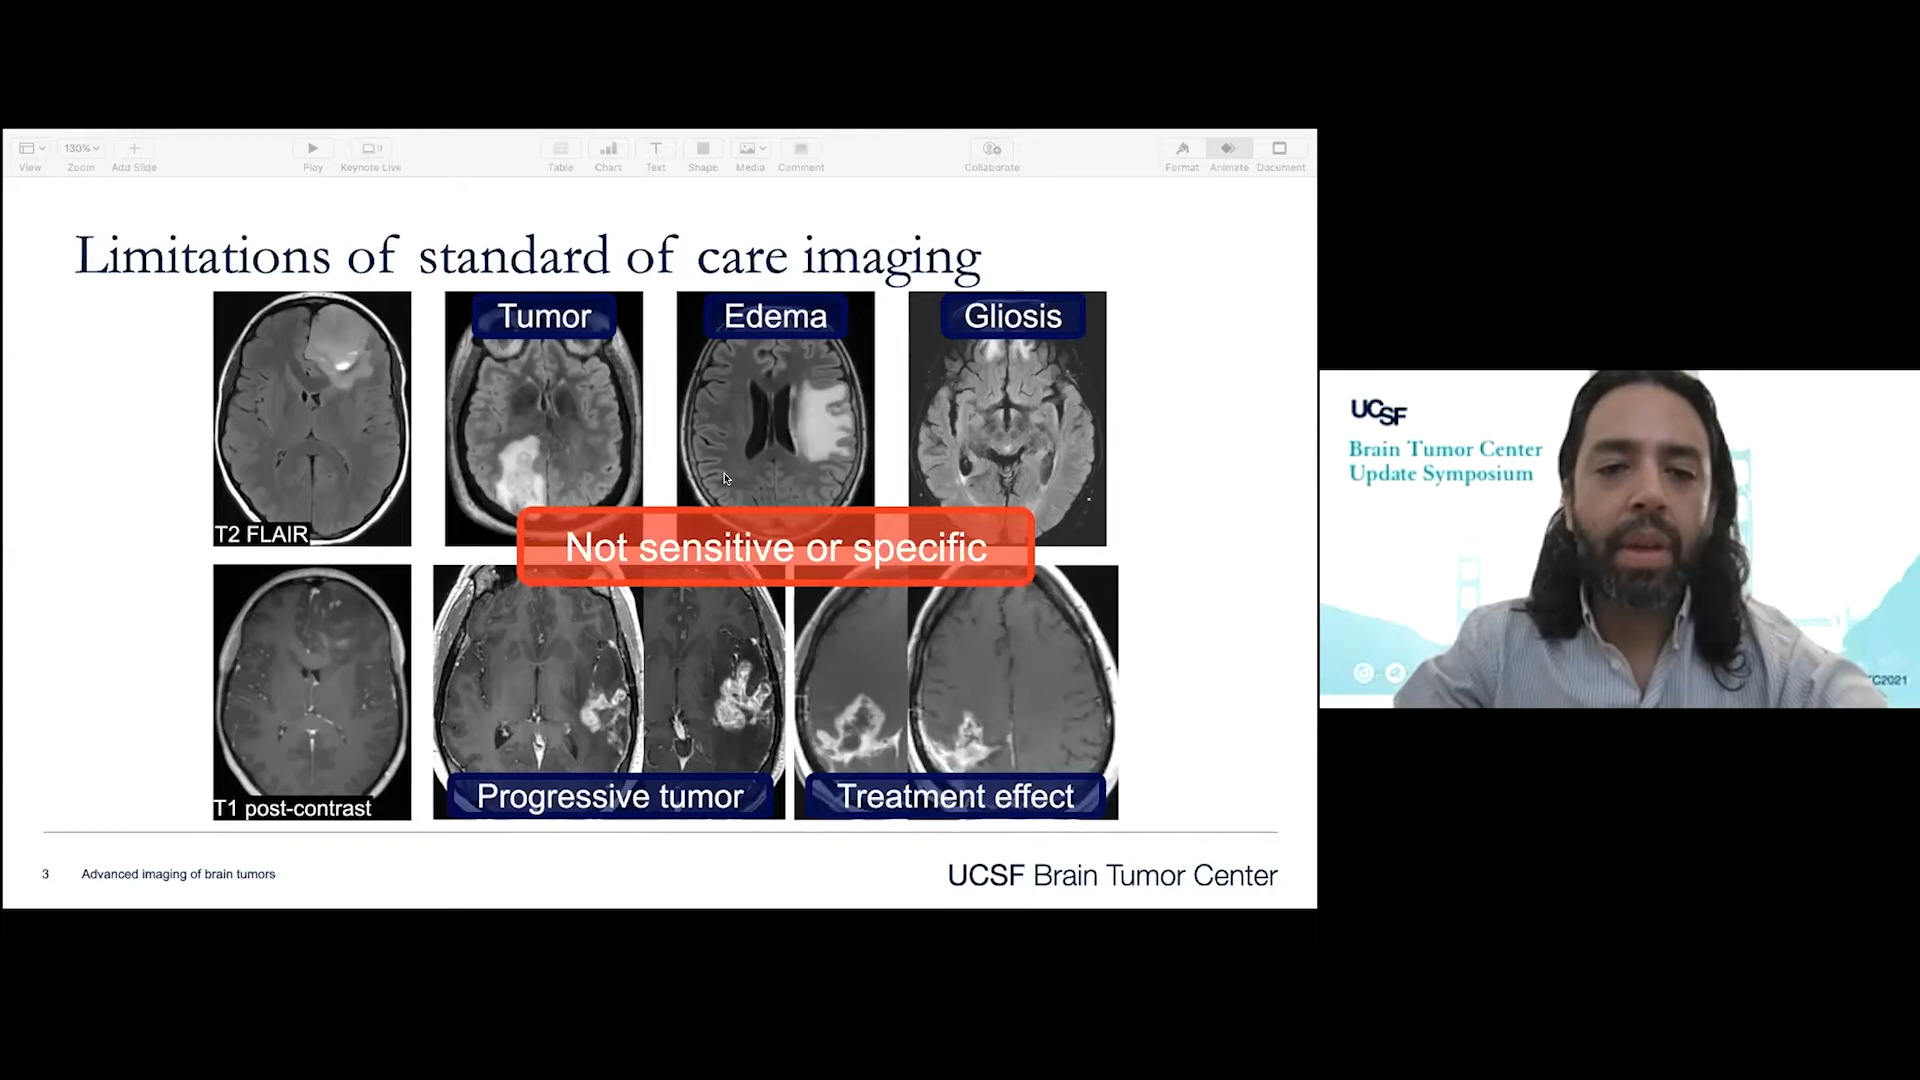 View
130%
Zoom
Add Slide
Play
Keynote Live
Table
Chart
Text
Shape
Media
Comment
Collaborate
Format
Animate
Document
Limitations of standard of care imaging
Tumor
Edema
Gliosis
T2 FLAIR
Not sensitive or specific
T1 post-contrast
Progressive tumor
Treatment effect
3
Advanced imaging of brain tumors
UCSF Brain Tumor Center
UCSF
Brain Tumor Center
Update Symposium
C2021